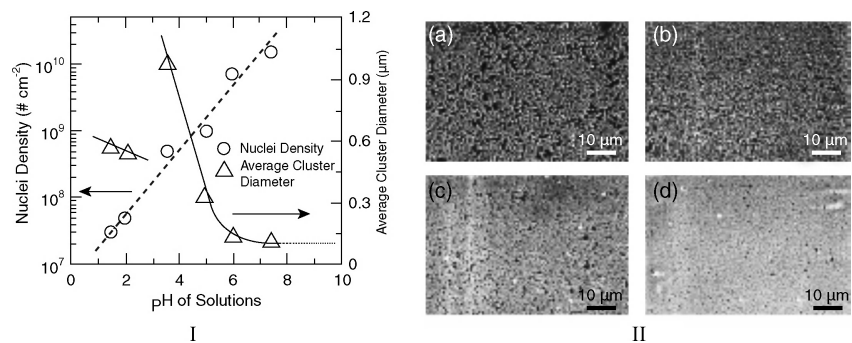 Nuclei Density (# cm⁻²)
10¹⁰
10⁹
10⁸
10⁷
1.2
0.9
0.6
0.3
0
Average Cluster Diameter (µm)
Nuclei Density
Average Cluster
Diameter
0 2 4 6 8 10
PH of Solutions
I
(a)
10 µm
(b)
10 µm
(c)
10 µm
(d)
10 µm
II